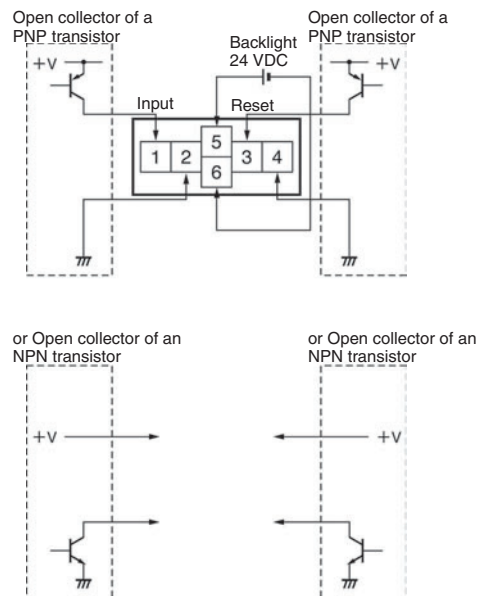 Open collector of a
PNP transistor
Open collector of a
PNP transistor
Backlight
24 VDC
+V
+V
Input
Reset
1
2
5
6
3
4
or Open collector of an
NPN transistor
or Open collector of an
NPN transistor
+V
+V